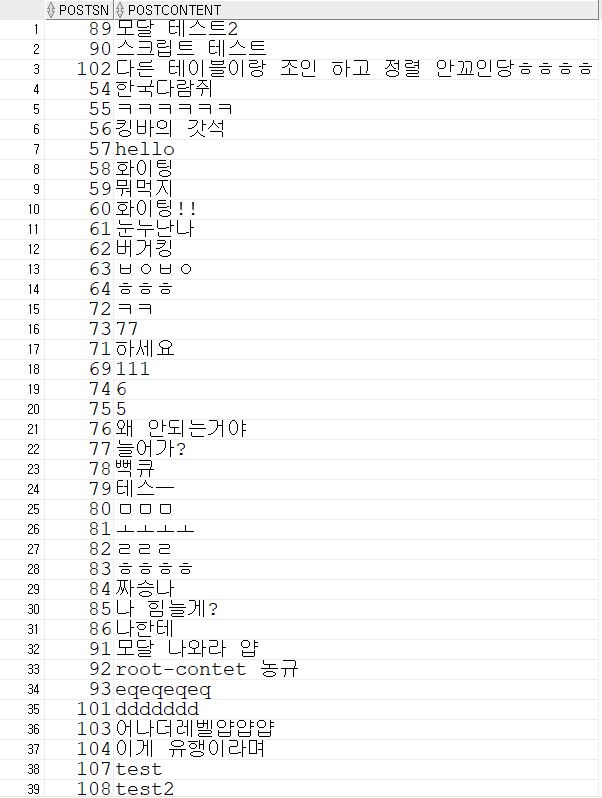 POSTSN POSTCONTENT
1 89 모달 테스트2
2 90 스크립트 테스트
3 102 다른 테이블이랑 조인 하고 정렬 안꼬인당ㅎㅎㅎㅎ
4 54 한국다람쥐
5 55 ㅋㅋㅋㅋㅋㅋ
6 56 킹바의 갓석
7 57 hello
8 58 화이팅
9 59 뭐먹지
10 60 화이팅!!
11 61 눈누난나
12 62 버거킹
13 63 ㅂㅇㅂㅇ
14 64 ㅎㅎㅎ
15 72 ㅋㅋ
16 73 77
17 71 하세요
18 69 111
19 74 6
20 75 5
21 76 왜 안되는거야
22 77 늘어가?
23 78 뻑큐
24 79 테스ㅡ
25 80 ㅁㅁㅁ
26 81 ㅗㅗㅗㅗ
27 82 ㄹㄹㄹ
28 83 ㅎㅎㅎㅎ
29 84 짜승나
30 85 나 힘늘게?
31 86 나한테
32 91 모달 나와라 얍
33 92 root-contet 농규
34 93 eqeqeqeq
35 101 ddddddd
36 103 어나더레벨얍얍얍
37 104 이게 유행이라며
38 107 test
39 108 test2